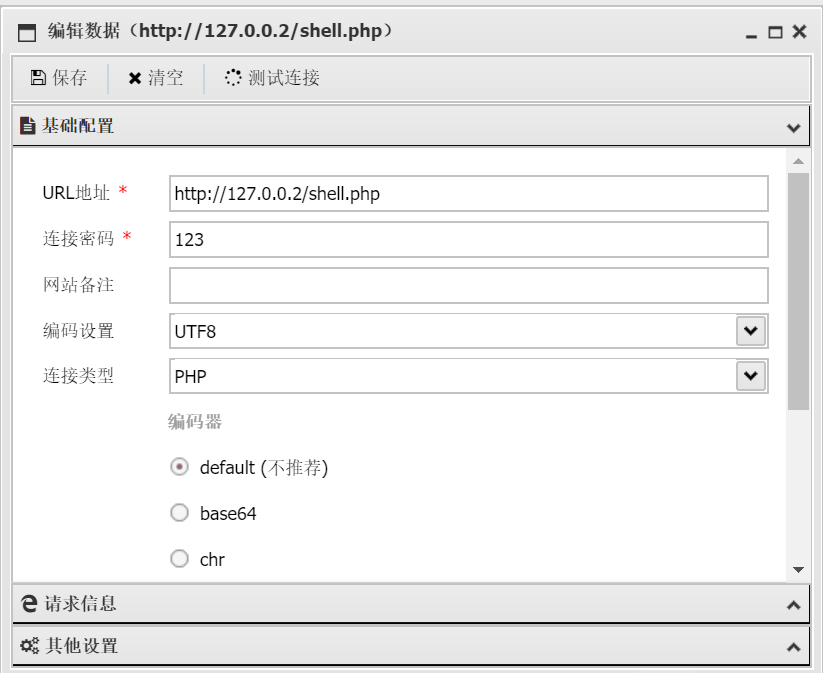 编辑数据（http://127.0.0.2/shell.php）
保存 清空 测试连接
基础配置
URL地址 * http://127.0.0.2/shell.php
连接密码 * 123
网站备注
编码设置 UTF8
连接类型 PHP
编码器
default (不推荐)
base64
chr
请求信息
其他设置